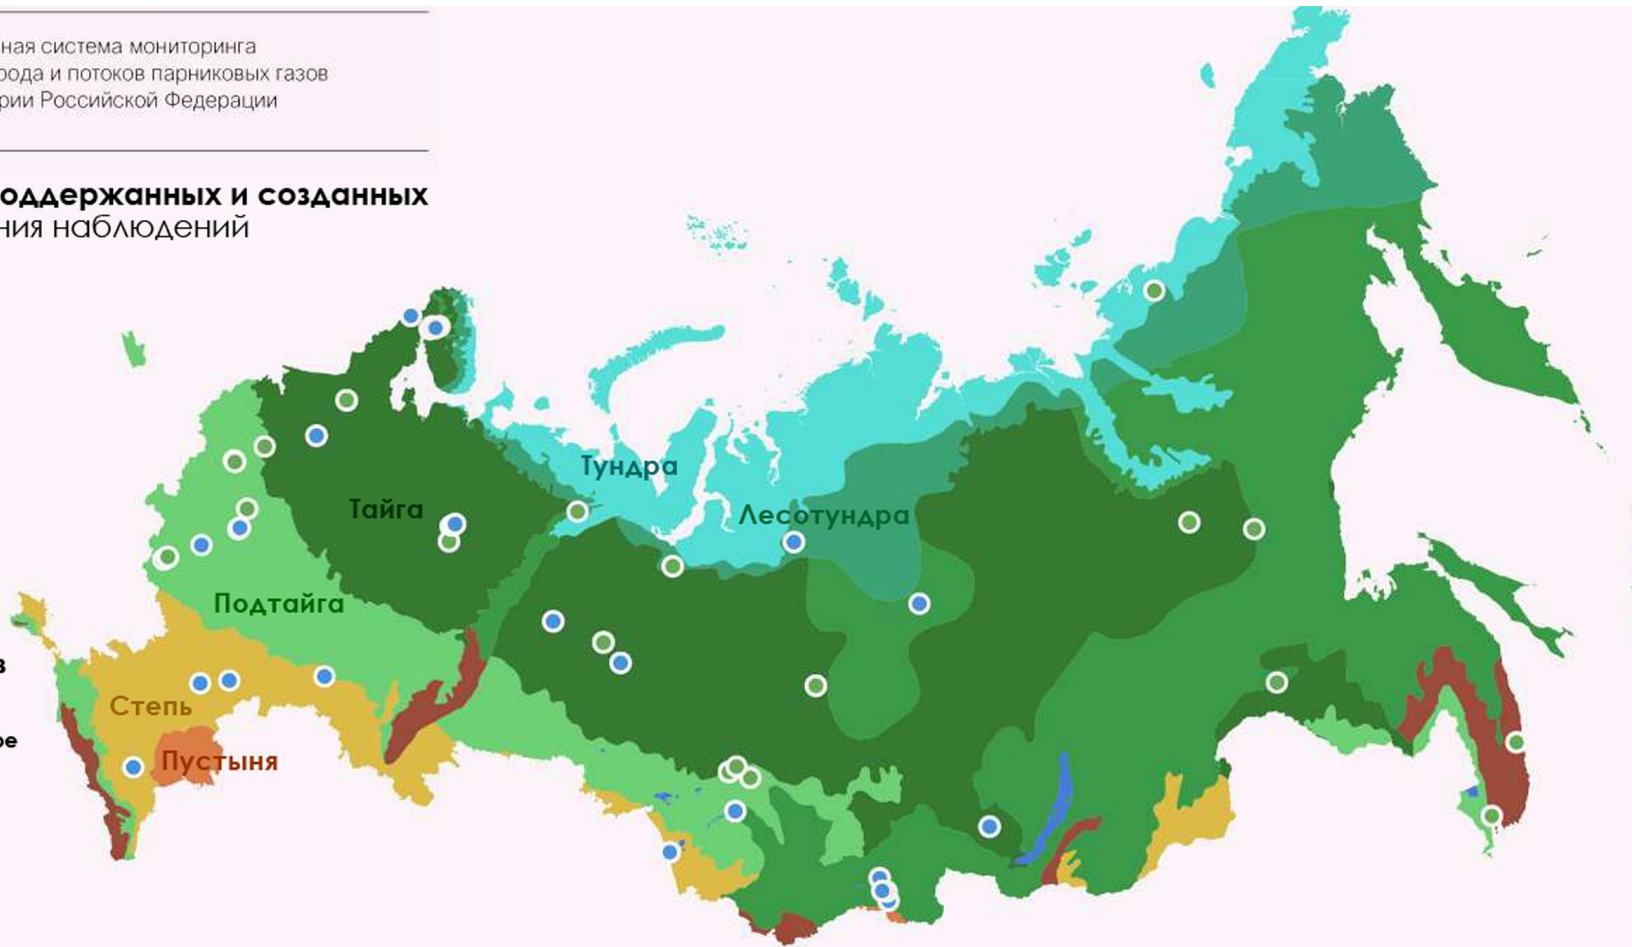 ная система мониторинга
рода и потоков парниковых газов
рии Российской Федерации
оддержанных и созданных
ния наблюдений
Тундра
Тайга
Лесотундра
Подтайга
в
Степь
ре
Пустыня